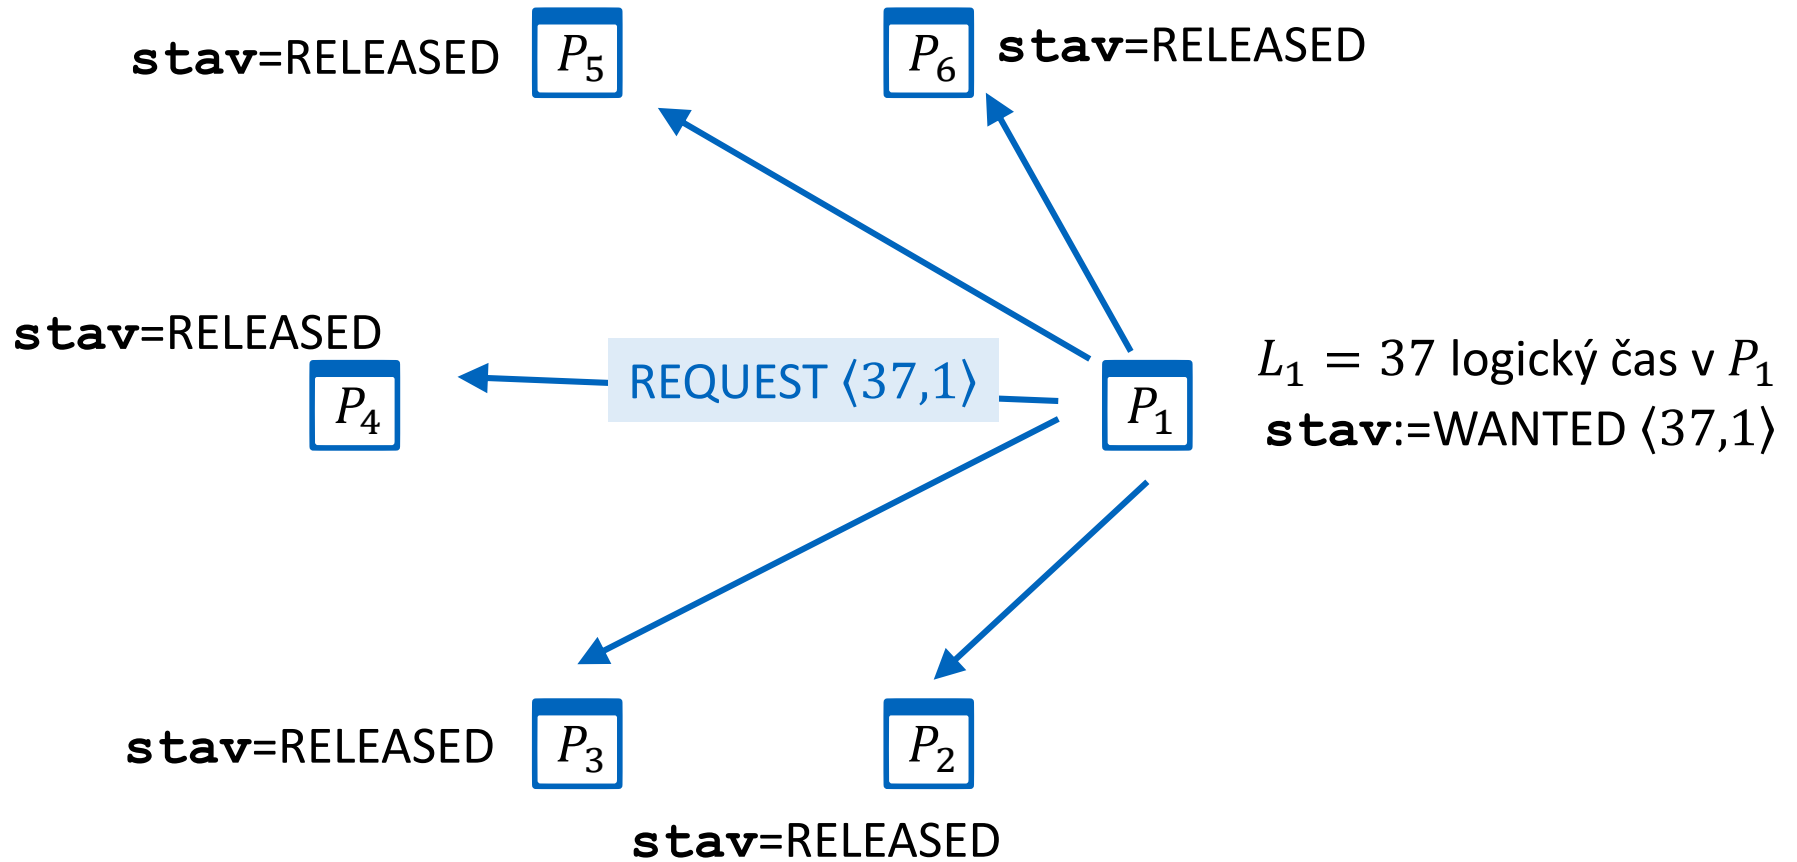 stav=RELEASED P₅ P₆ stav=RELEASED
stav=RELEASED
P₄ REQUEST ⟨37,1⟩ P₁ L₁ = 37 logický čas v P₁
stav:=WANTED ⟨37,1⟩
stav=RELEASED P₃ P₂
stav=RELEASED